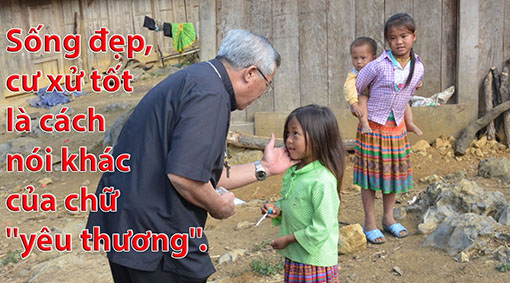 Sống đẹp,
cư xử tốt
là cách
nói khác
của chữ
"yêu thương".